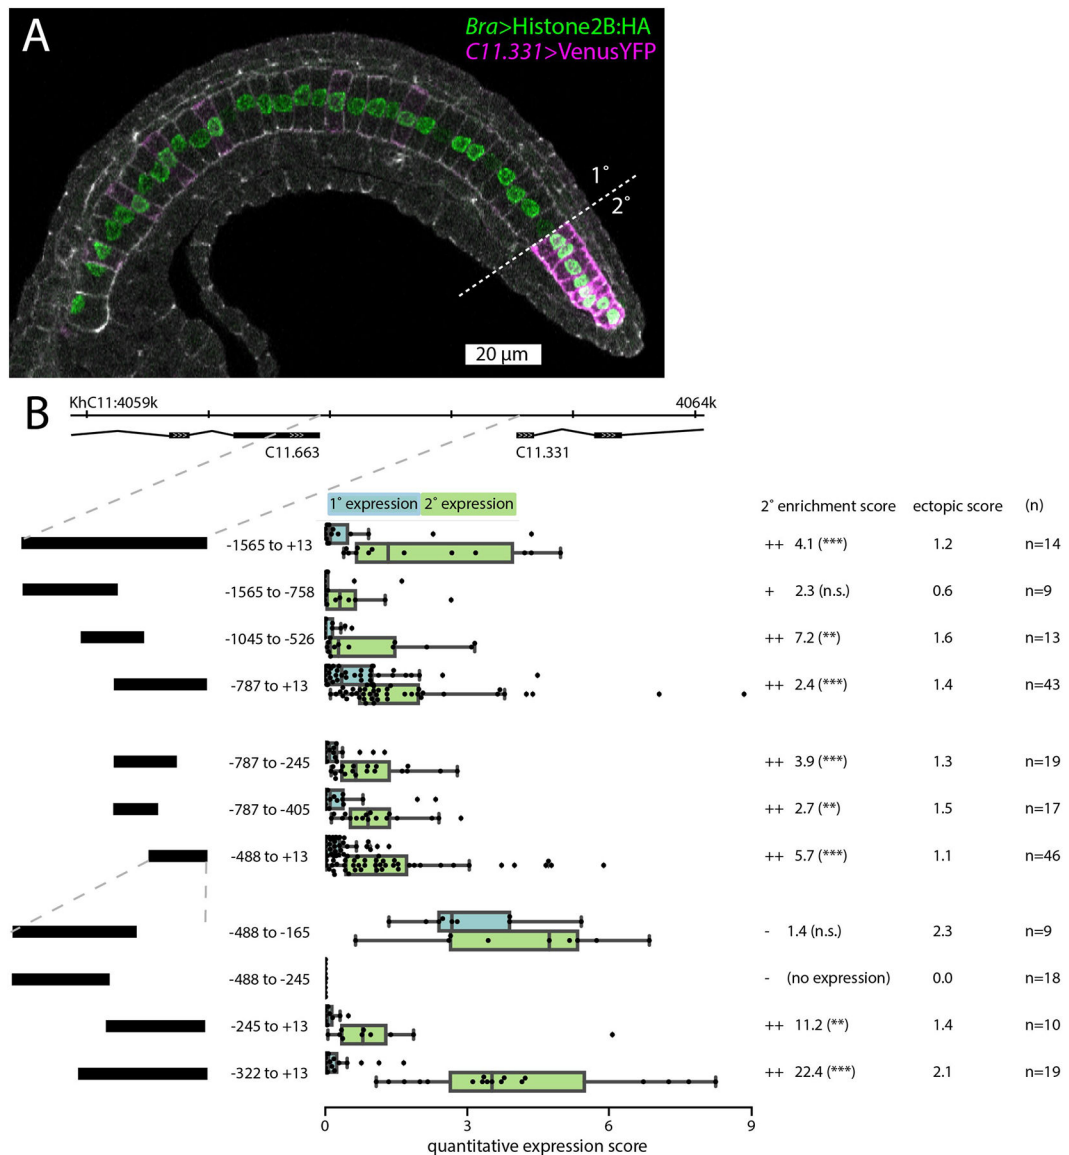 A
Bra>Histone2B:HA
C11.331>VenusYFP
1°
2°
20 µm
B
KhC11:4059k
4064k
>>>> >>>> >>>> >>>>
C11.663
C11.331
1° expression 2° expression
2° enrichment score ectopic score (n)
-1565 to +13 ++ 4.1 (***) 1.2 n=14
-1565 to -758 + 2.3 (n.s.) 0.6 n=9
-1045 to -526 ++ 7.2 (**) 1.6 n=13
-787 to +13 ++ 2.4 (***) 1.4 n=43
-787 to -245 ++ 3.9 (***) 1.3 n=19
-787 to -405 ++ 2.7 (**) 1.5 n=17
-488 to +13 ++ 5.7 (***) 1.1 n=46
-488 to -165 - 1.4 (n.s.) 2.3 n=9
-488 to -245 - (no expression) 0.0 n=18
-245 to +13 ++ 11.2 (**) 1.4 n=10
-322 to +13 ++ 22.4 (***) 2.1 n=19
0 3 6 9
quantitative expression score